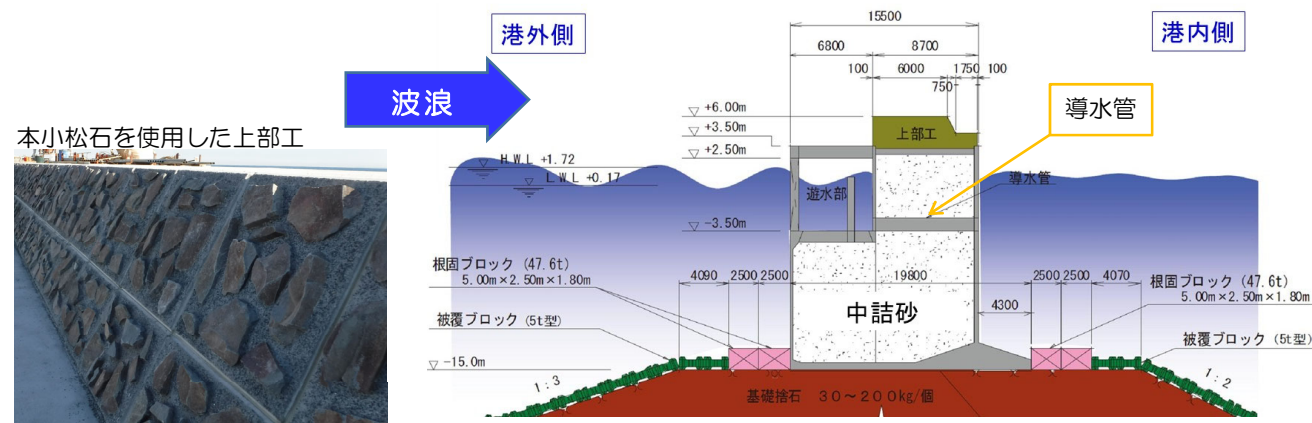 港外側
港内側
波浪
導水管
本小松石を使用した上部工
15500
6800
8700
100
6000
1750
100
750
+6.00m
+3.50m
+2.50m
上部工
H.W.L +1.72
L.W.L +0.17
遊水部
導水管
-3.50m
根固ブロック (47.6t)
5.00m×2.50m×1.80m
4090
2500
2500
19800
2500
2500
4070
4300
根固ブロック (47.6t)
5.00m×2.50m×1.80m
中詰砂
被覆ブロック (5t型)
被覆ブロック (5t型)
-15.0m
1:3
1:2
基礎捨石 30~200kg/個